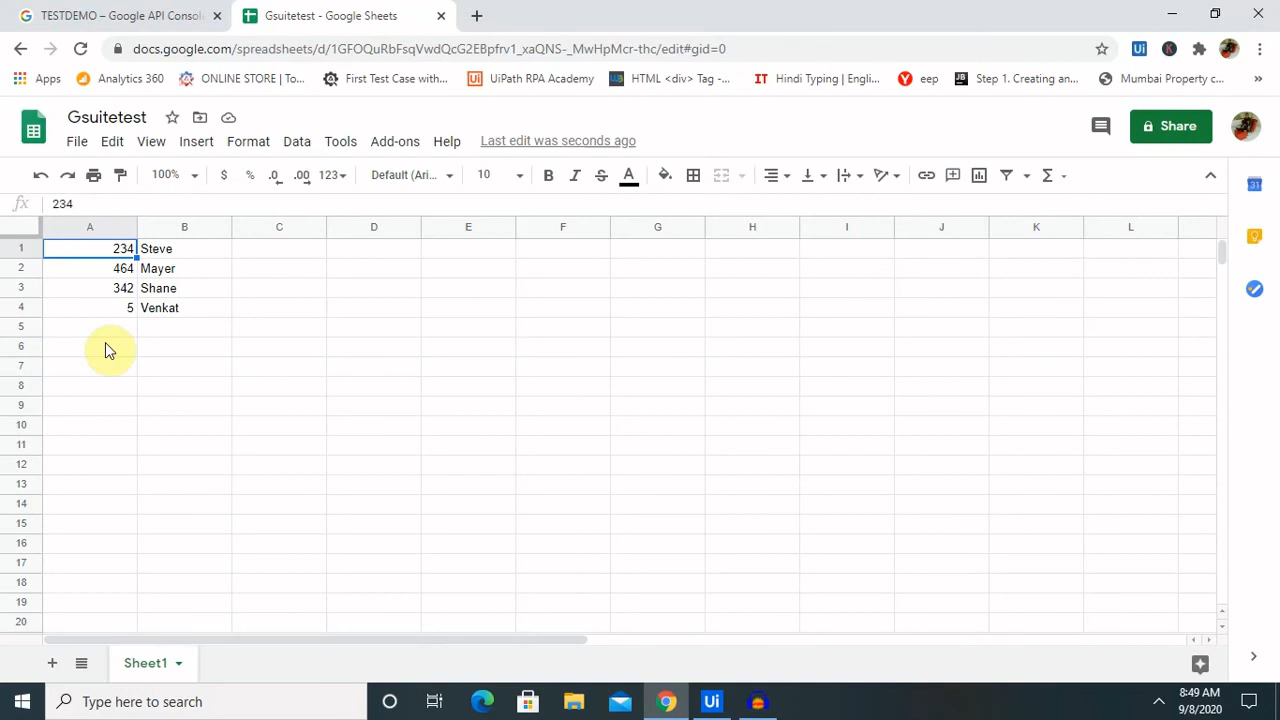 TESTDEMO – Google API Consol
Gsuitetest - Google Sheets
docs.google.com/spreadsheets/d/1GFOQuRbFsqVwdQcG2EBpfrv1_xaQNS-_MwHpMcr-thc/edit#gid=0
Apps Analytics 360 ONLINE STORE | To... First Test Case with... UiPath RPA Academy HTML <div> Tag -... Hindi Typing | Engli... eep Step 1. Creating an... Mumbai Property c...
Gsuitetest
Share
File Edit View Insert Format Data Tools Add-ons Help Last edit was seconds ago
100% $ % .0 .00 123 Default (Ari... 10 B I S A Σ
fx 234
A B C D E F G H I J K L
1 234 Steve
2 464 Mayer
3 342 Shane
4 5 Venkat
5
6
7
8
9
10
11
12
13
14
15
16
17
18
19
20
Sheet1
Type here to search
8:49 AM
9/8/2020